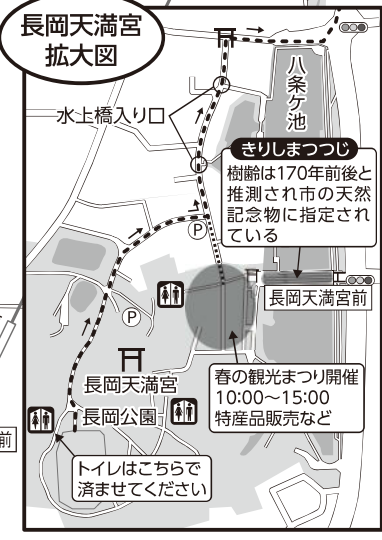 長岡天満宮
拡大図
八条ケ池
水上橋入り口
きりしまつつじ
樹齢は170年前後と
推測され市の天然
記念物に指定され
ている
P
長岡天満宮前
P
長岡天満宮
春の観光まつり開催
10:00～15:00
特産品販売など
長岡公園
前
トイレはこちらで
済ませてください